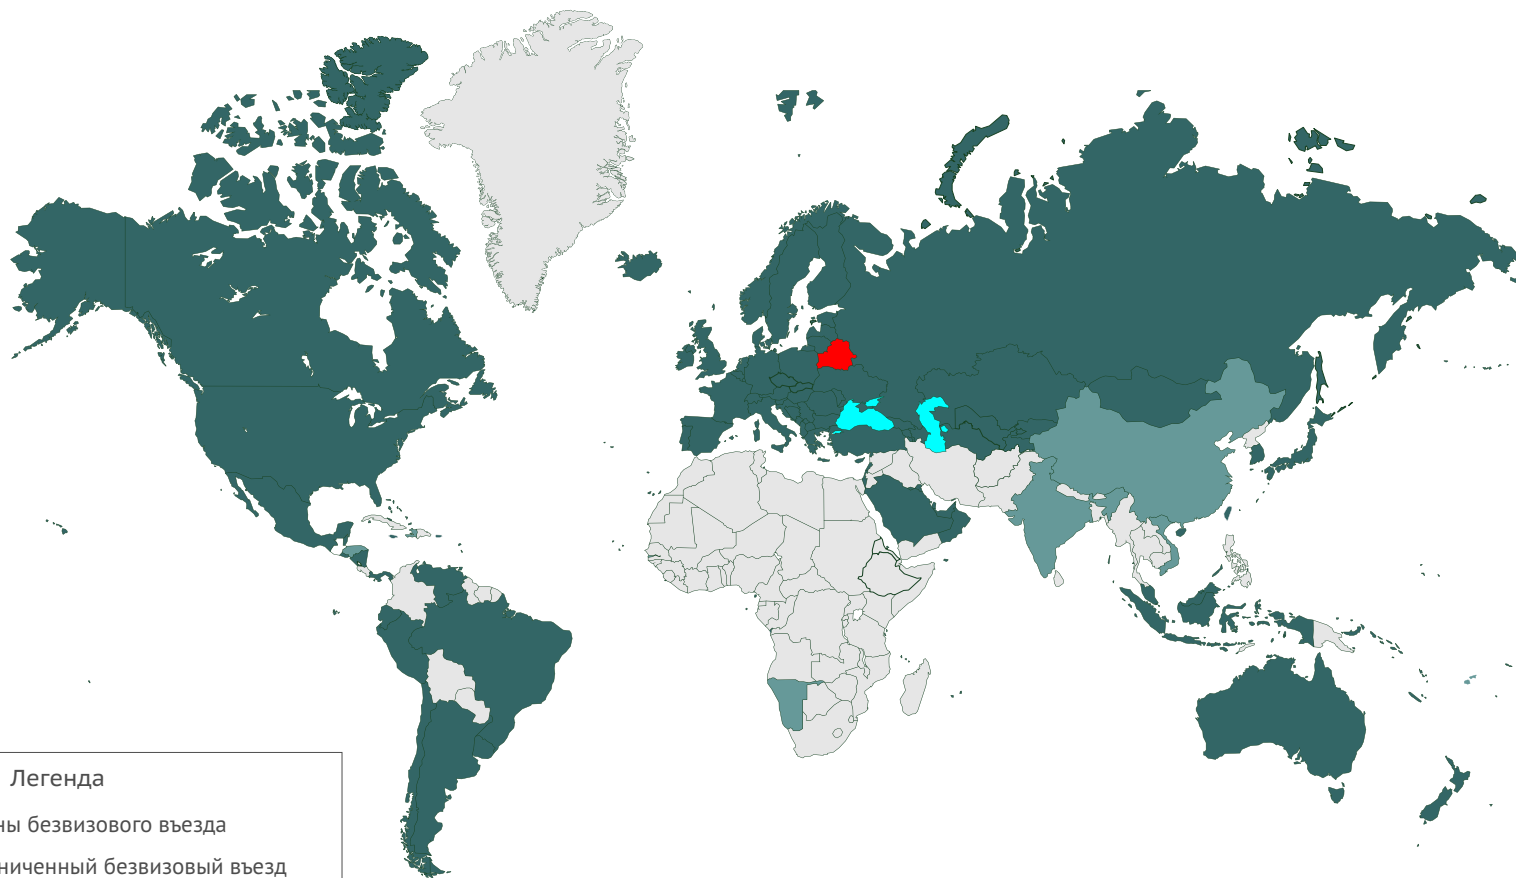 Легенда
ны безвизового въезда
ниченный безвизовый въезд